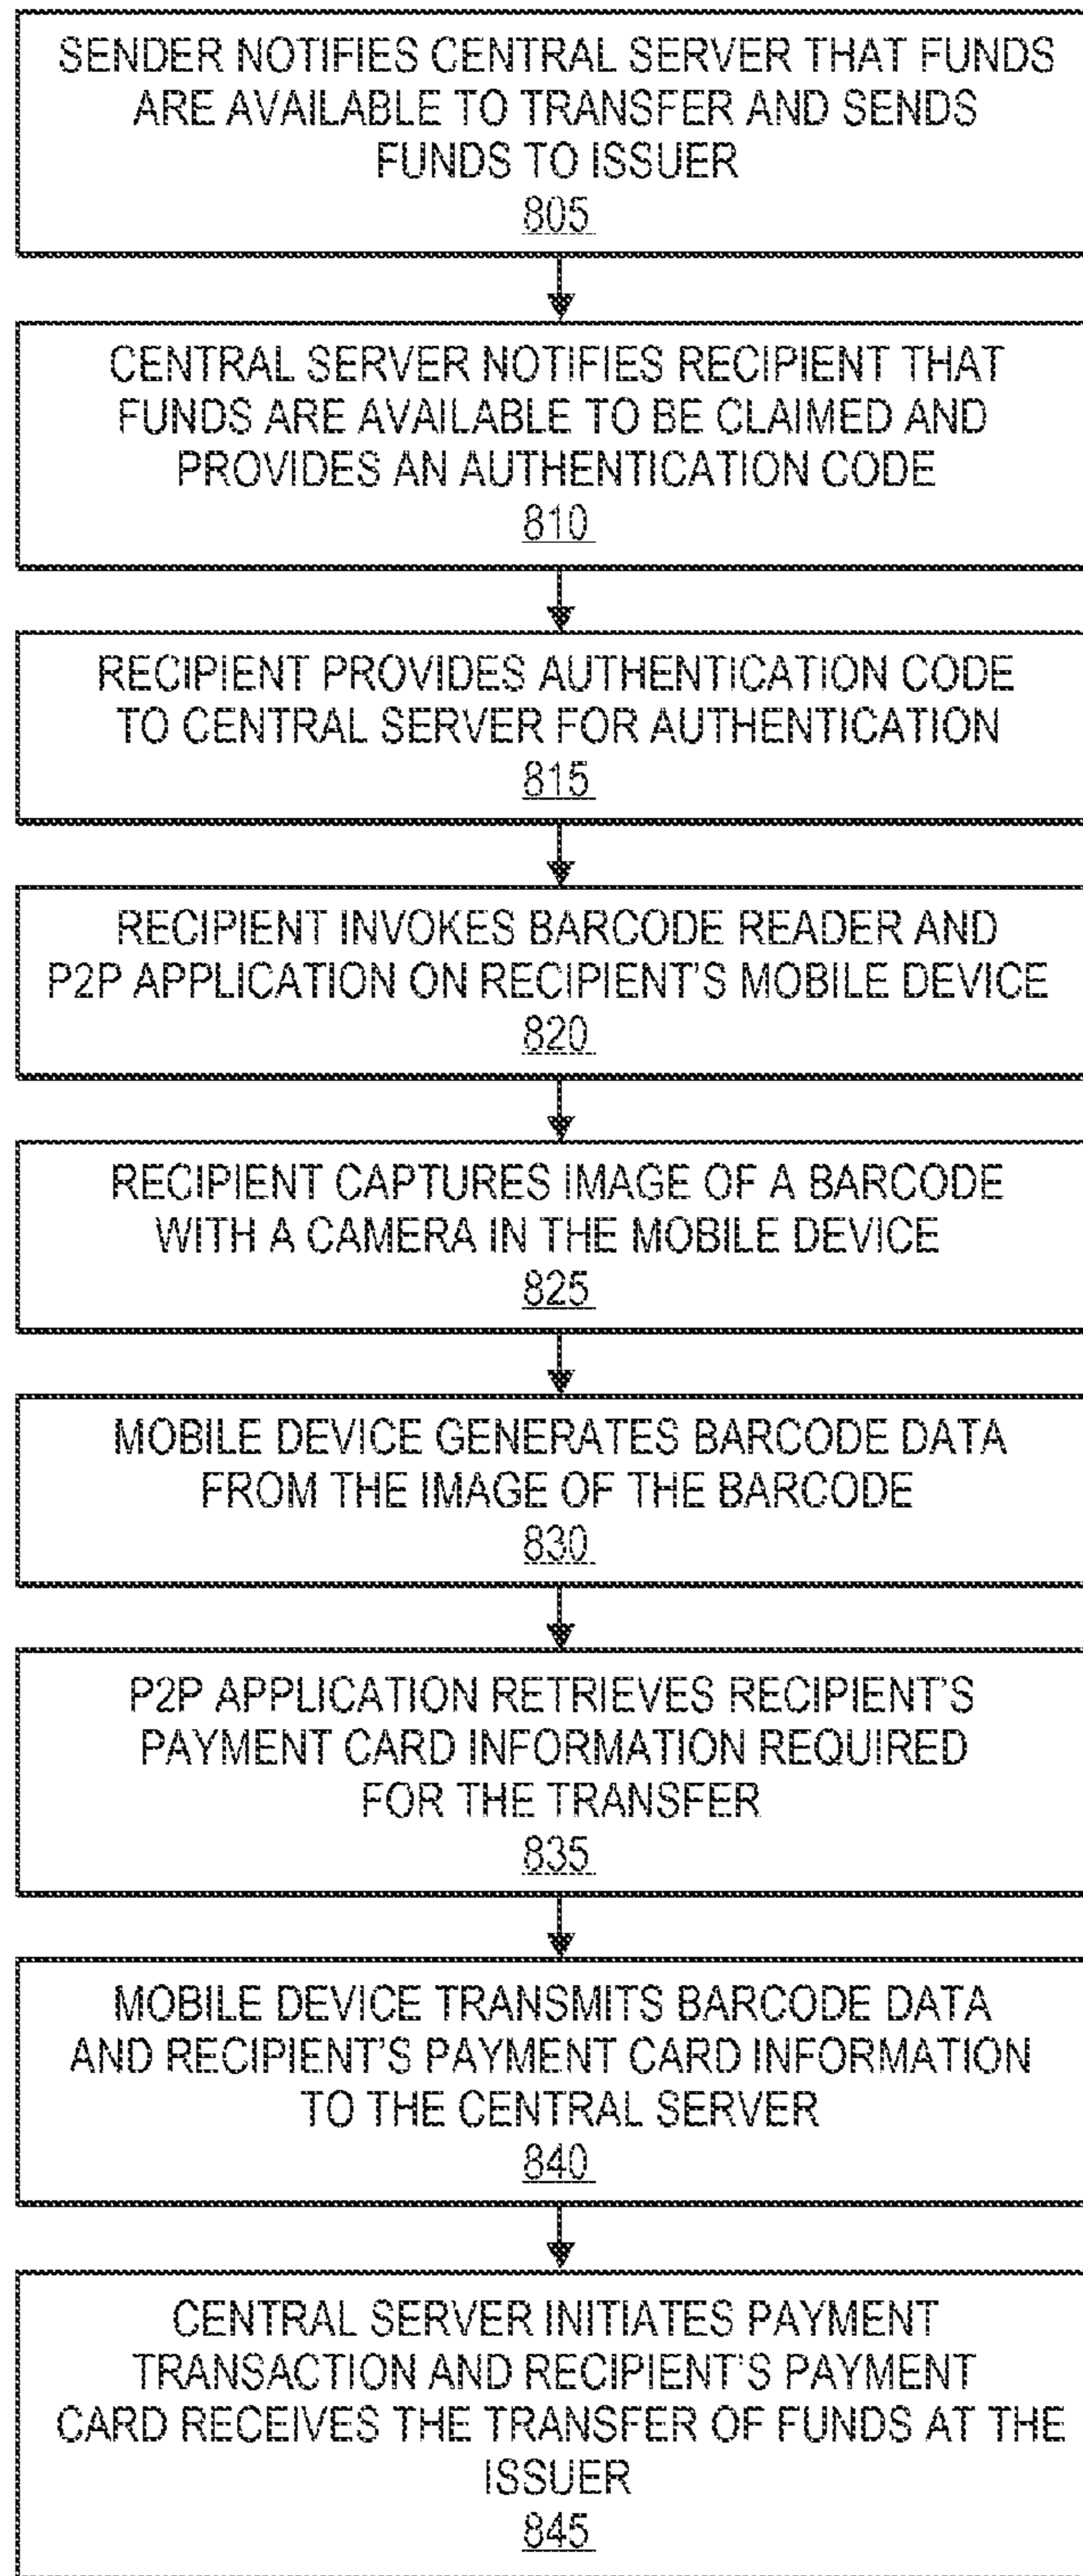 SENDER NOTIFIES CENTRAL SERVER THAT FUNDS
ARE AVAILABLE TO TRANSFER AND SENDS
FUNDS TO ISSUER
805
CENTRAL SERVER NOTIFIES RECIPIENT THAT
FUNDS ARE AVAILABLE TO BE CLAIMED AND
PROVIDES AN AUTHENTICATION CODE
810
RECIPIENT PROVIDES AUTHENTICATION CODE
TO CENTRAL SERVER FOR AUTHENTICATION
815
RECIPIENT INVOKES BARCODE READER AND
P2P APPLICATION ON RECIPIENT'S MOBILE DEVICE
820
RECIPIENT CAPTURES IMAGE OF A BARCODE
WITH A CAMERA IN THE MOBILE DEVICE
825
MOBILE DEVICE GENERATES BARCODE DATA
FROM THE IMAGE OF THE BARCODE
830
P2P APPLICATION RETRIEVES RECIPIENT'S
PAYMENT CARD INFORMATION REQUIRED
FOR THE TRANSFER
835
MOBILE DEVICE TRANSMITS BARCODE DATA
AND RECIPIENT'S PAYMENT CARD INFORMATION
TO THE CENTRAL SERVER
840
CENTRAL SERVER INITIATES PAYMENT
TRANSACTION AND RECIPIENT'S PAYMENT
CARD RECEIVES THE TRANSFER OF FUNDS AT THE
ISSUER
845